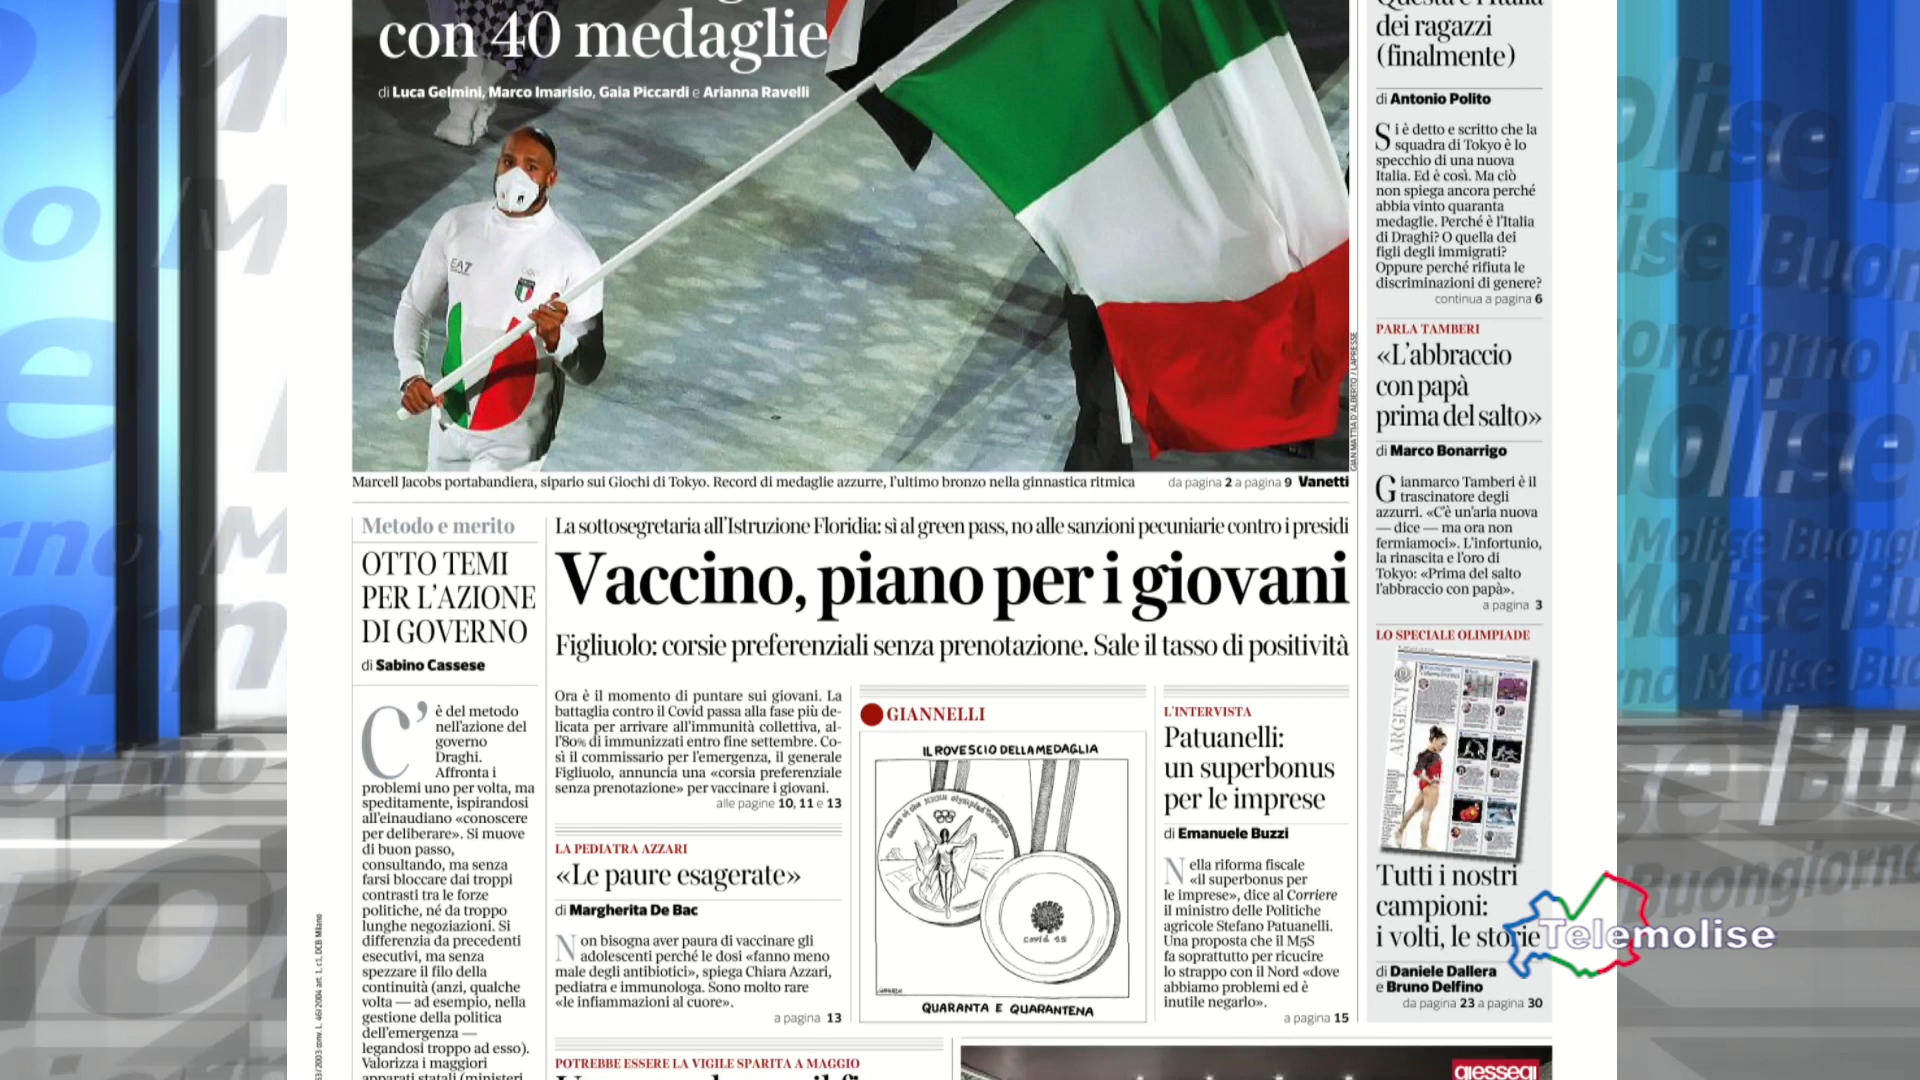 con 40 medaglie
di Luca Gelmini, Marco Imarisio, Gaia Piccardi e Arianna Ravelli
EA7
GIAN MATTIA D'ALBERTO / LAPRESSE
Marcell Jacobs portabandiera, sipario sui Giochi di Tokyo. Record di medaglie azzurre, l'ultimo bronzo nella ginnastica ritmica
da pagina 2 a pagina 9 Vanetti
Metodo e merito
OTTO TEMI
PER L'AZIONE
DI GOVERNO
di Sabino Cassese
C'è del metodo
nell'azione del
governo
Draghi.
Affronta i
problemi uno per volta, ma
speditamente, ispirandosi
all'einaudiano «conoscere
per deliberare». Si muove
di buon passo,
consultando, ma senza
farsi bloccare dai troppi
contrasti tra le forze
politiche, né da troppo
lunghe negoziazioni. Si
differenzia da precedenti
esecutivi, ma senza
spezzare il filo della
continuità (anzi, qualche
volta — ad esempio, nella
gestione della politica
dell'emergenza —
legandosi troppo ad esso).
Valorizza i maggiori
apparati statali (ministeri
La sottosegretaria all'Istruzione Floridia: sì al green pass, no alle sanzioni pecuniarie contro i presidi
Vaccino, piano per i giovani
Figliuolo: corsie preferenziali senza prenotazione. Sale il tasso di positività
Ora è il momento di puntare sui giovani. La
battaglia contro il Covid passa alla fase più de-
licata per arrivare all'immunità collettiva, al-
l'80% di immunizzati entro fine settembre. Co-
sì il commissario per l'emergenza, il generale
Figliuolo, annuncia una «corsia preferenziale
senza prenotazione» per vaccinare i giovani.
alle pagine 10, 11 e 13
LA PEDIATRA AZZARI
«Le paure esagerate»
di Margherita De Bac
Non bisogna aver paura di vaccinare gli
adolescenti perché le dosi «fanno meno
male degli antibiotici», spiega Chiara Azzari,
pediatra e immunologa. Sono molto rare
«le infiammazioni al cuore».
a pagina 13
POTREBBE ESSERE LA VIGILE SPARITA A MAGGIO
GIANNELLI
IL ROVESCIO DELLA MEDAGLIA
Covid 19
QUARANTA E QUARANTENA
L'INTERVISTA
Patuanelli:
un superbonus
per le imprese
di Emanuele Buzzi
Nella riforma fiscale
«il superbonus per
le imprese», dice al Corriere
il ministro delle Politiche
agricole Stefano Patuanelli.
Una proposta che il M5S
fa soprattutto per ricucire
lo strappo con il Nord «dove
abbiamo problemi ed è
inutile negarlo».
a pagina 15
Questa è l'Italia
dei ragazzi
(finalmente)
di Antonio Polito
Si è detto e scritto che la
squadra di Tokyo è lo
specchio di una nuova
Italia. Ed è così. Ma ciò
non spiega ancora perché
abbia vinto quaranta
medaglie. Perché è l'Italia
di Draghi? O quella dei
figli degli immigrati?
Oppure perché rifiuta le
discriminazioni di genere?
continua a pagina 6
PARLA TAMBERI
«L'abbraccio
con papà
prima del salto»
di Marco Bonarrigo
Gianmarco Tamberi è il
trascinatore degli
azzurri. «C'è un'aria nuova
— dice — ma ora non
fermiamoci». L'infortunio,
la rinascita e l'oro di
Tokyo: «Prima del salto
l'abbraccio con papà».
a pagina 3
LO SPECIALE OLIMPIADE
Tutti i nostri
campioni:
i volti, le storie
di Daniele Dallera
e Bruno Delfino
da pagina 23 a pagina 30
Telemolise
giessegi